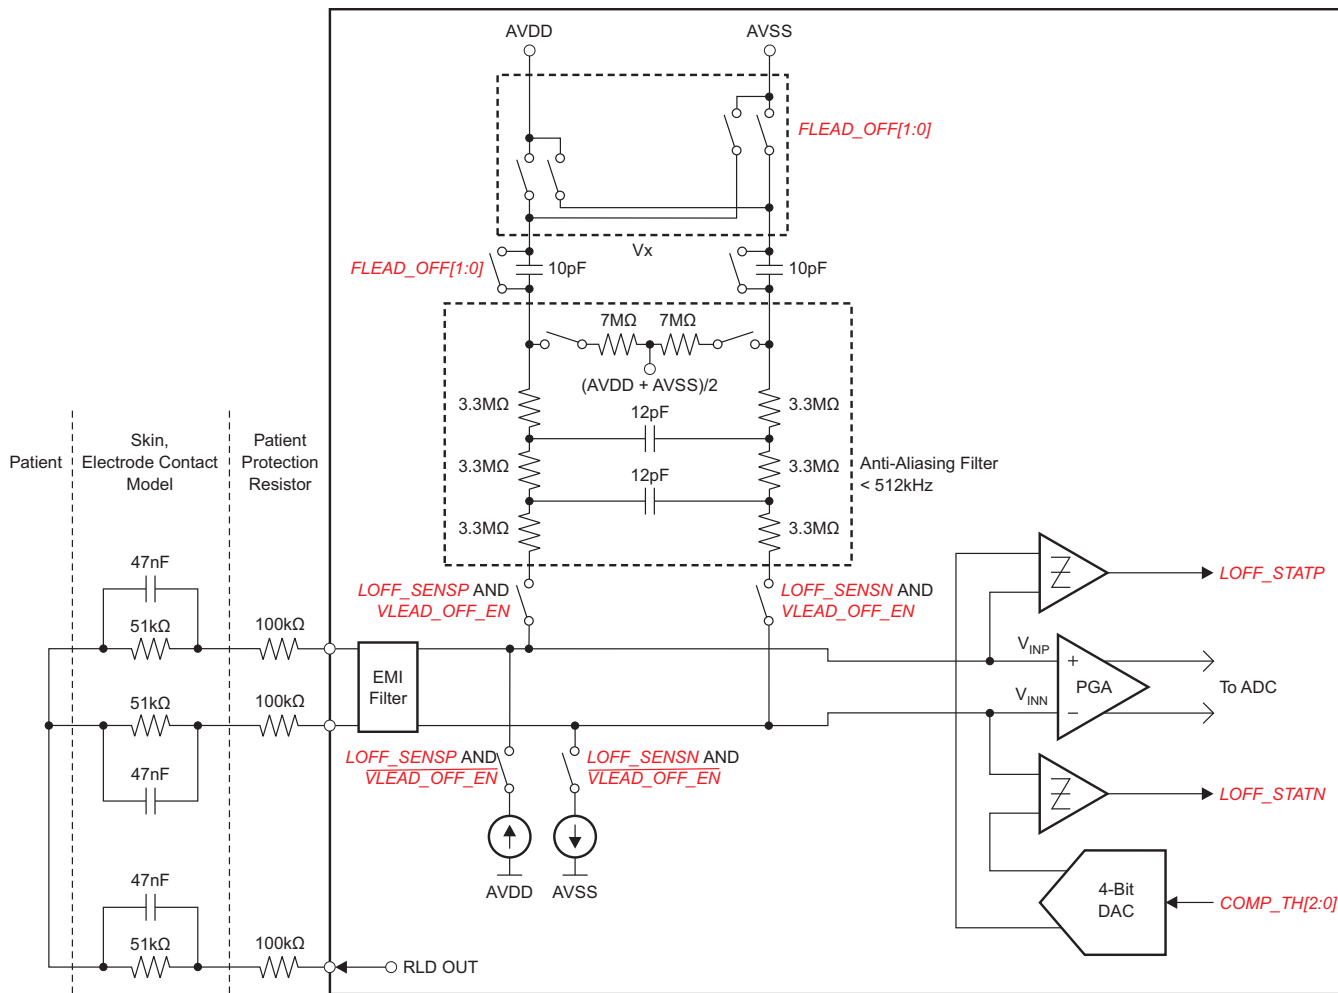 AVDD
AVSS
FLEAD_OFF[1:0]
Vx
FLEAD_OFF[1:0]
10pF
10pF
7MΩ
7MΩ
(AVDD + AVSS)/2
3.3MΩ
12pF
3.3MΩ
3.3MΩ
12pF
3.3MΩ
3.3MΩ
3.3MΩ
Anti-Aliasing Filter
< 512kHz
Patient
Skin,
Electrode Contact
Model
Patient
Protection
Resistor
47nF
51kΩ
100kΩ
LOFF_SENSP AND
VLEAD_OFF_EN
LOFF_SENSN AND
VLEAD_OFF_EN
EMI
Filter
51kΩ
100kΩ
47nF
LOFF_SENSP AND
VLEAD_OFF_EN
LOFF_SENSN AND
VLEAD_OFF_EN
AVDD
AVSS
LOFF_STATP
VINP
+
PGA
To ADC
VINN
−
LOFF_STATN
4-Bit
DAC
COMP_TH[2:0]
47nF
51kΩ
100kΩ
RLD OUT